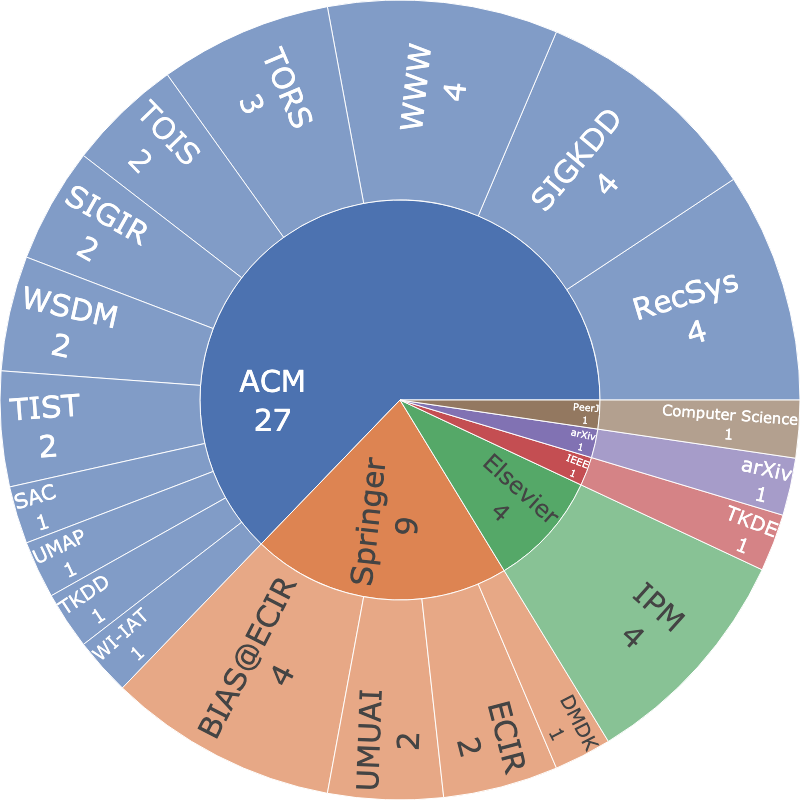 WWW
4
TORS
3
SIGKDD
4
TOIS
2
SIGIR
2
RecSys
4
WSDM
2
ACM
27
TIST
2
PeerJ
1
Computer Science
1
arXiv
1
arXiv
1
IEEE
1
TKDE
1
Elsevier
4
Springer
9
SAC
1
UMAP
1
TKDD
1
WI-IAT
1
IPM
4
BIAS@ECIR
4
UMUAI
2
ECIR
2
DMDK
1